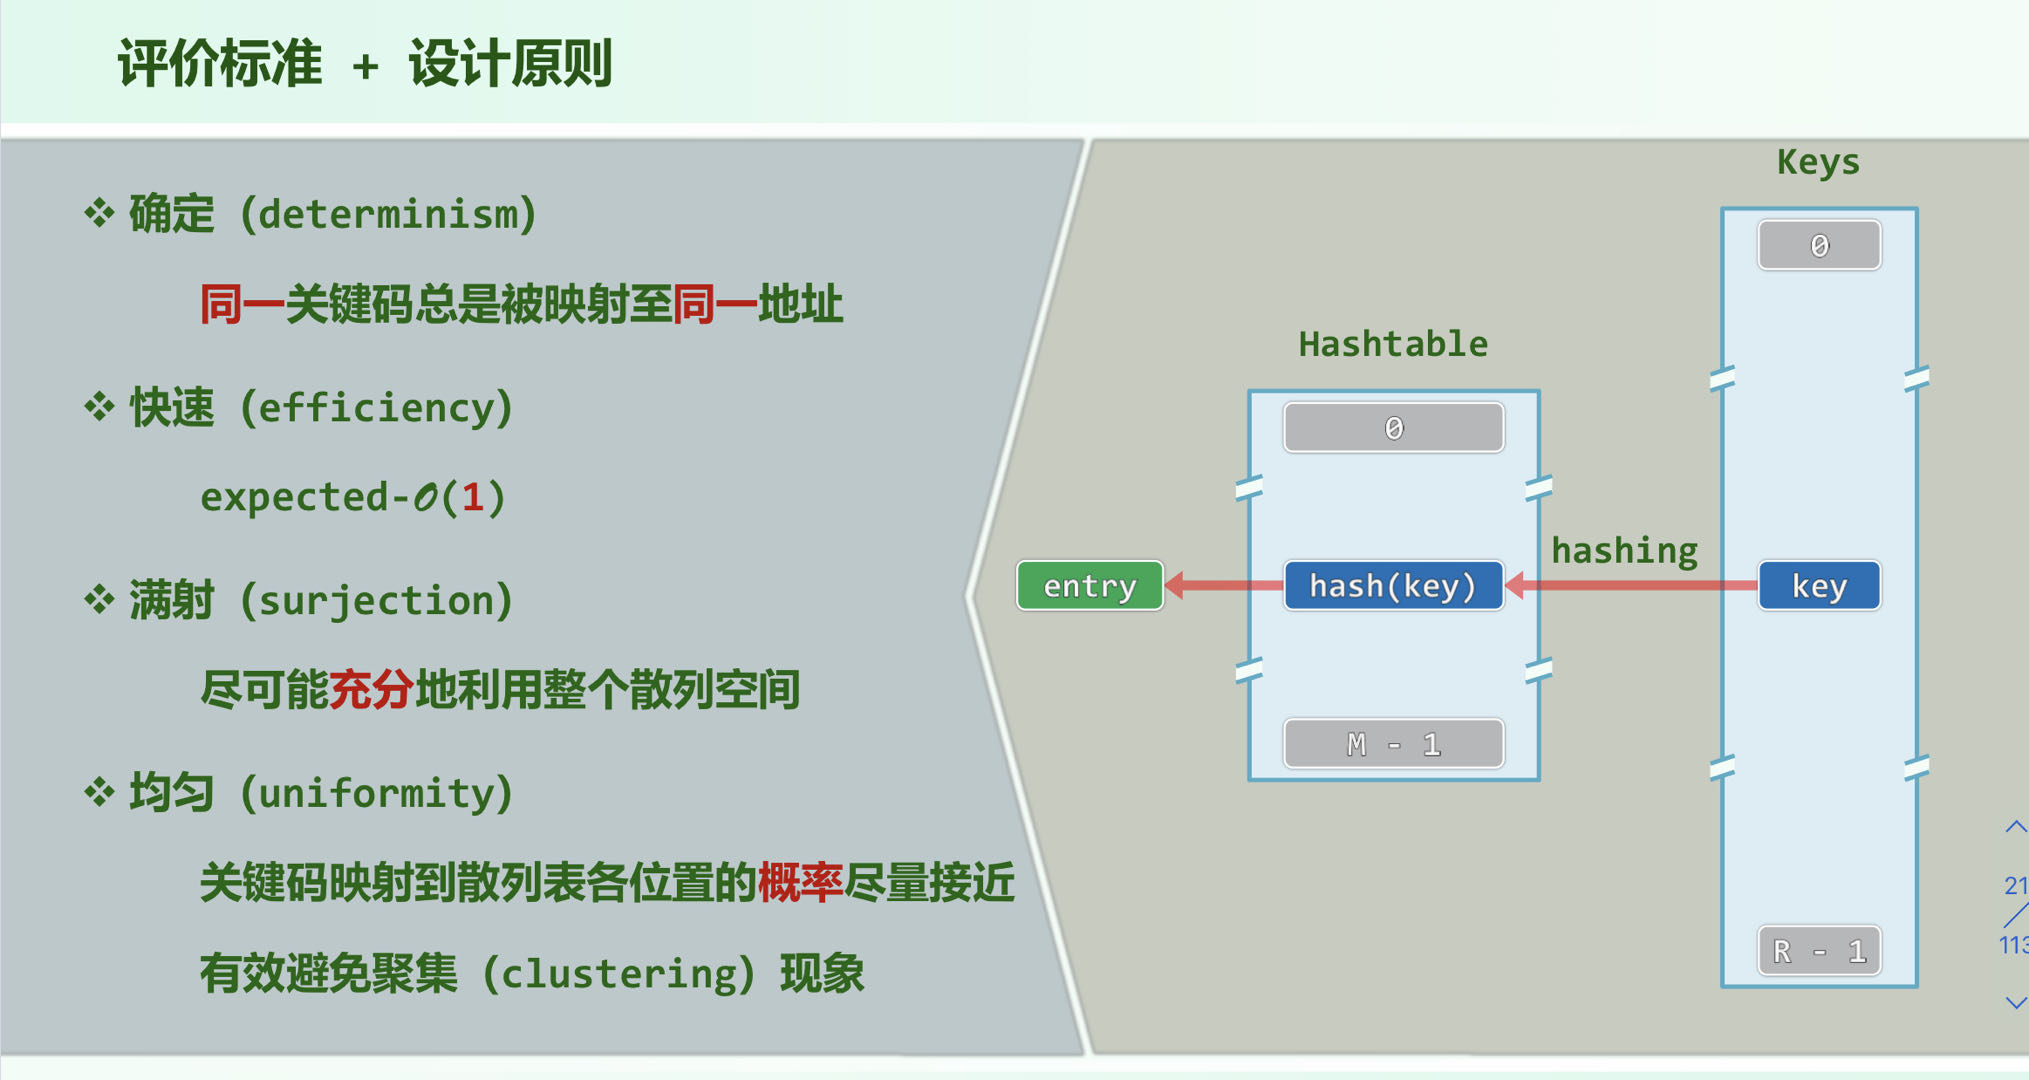 评价标准 + 设计原则
❖ 确定 (determinism)
同一关键码总是被映射至同一地址
❖ 快速 (efficiency)
expected-𝒪(1)
❖ 满射 (surjection)
尽可能充分地利用整个散列空间
❖ 均匀 (uniformity)
关键码映射到散列表各位置的概率尽量接近
有效避免聚集 (clustering) 现象
Keys
0
Hashtable
0
hashing
entry
hash(key)
key
M - 1
R - 1
21
113